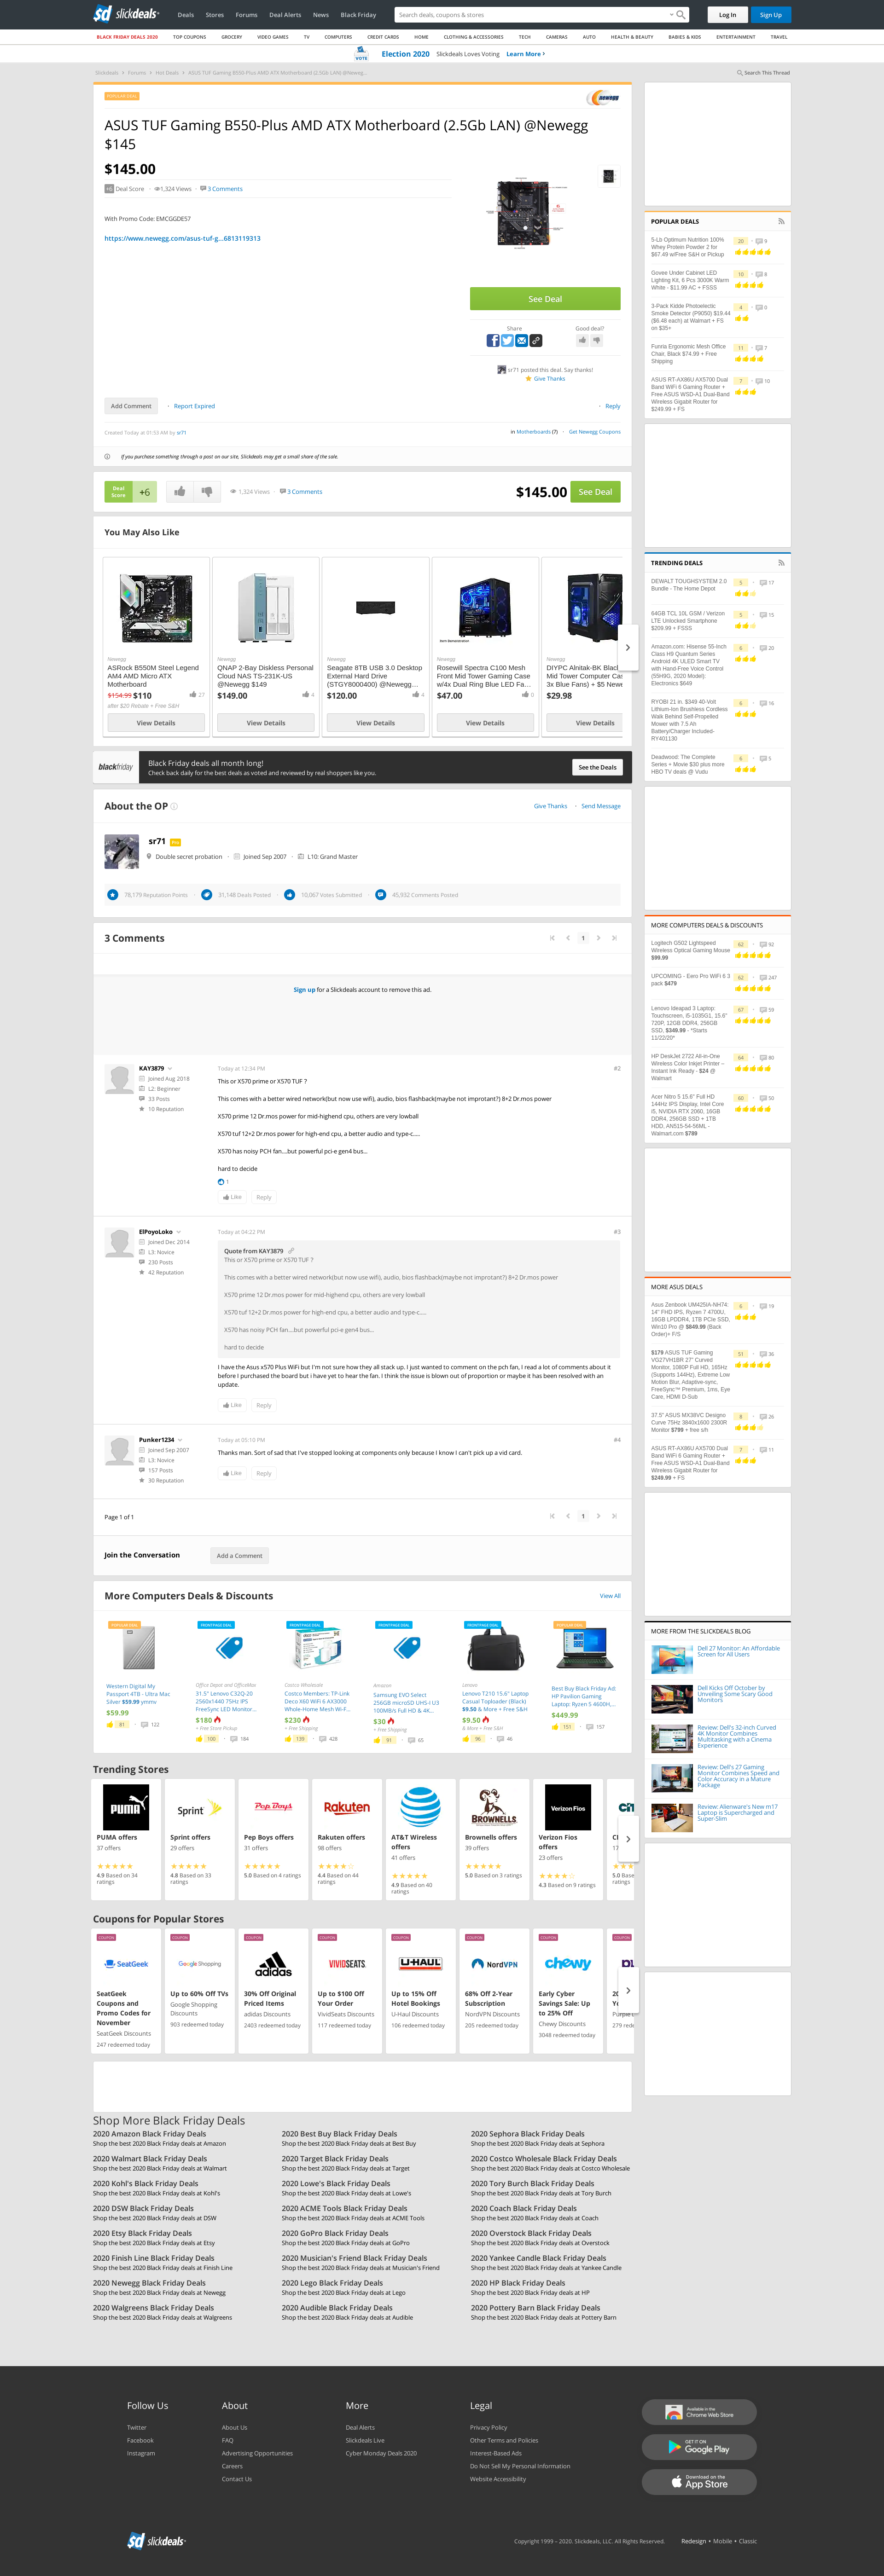 slickdeals
Deals
Stores
Forums
Deal Alerts
News
Black Friday
Search deals, coupons & stores
Log In
Sign Up
BLACK FRIDAY DEALS 2020
TOP COUPONS
GROCERY
VIDEO GAMES
TV
COMPUTERS
CREDIT CARDS
HOME
CLOTHING & ACCESSORIES
TECH
CAMERAS
AUTO
HEALTH & BEAUTY
BABIES & KIDS
ENTERTAINMENT
TRAVEL
VOTE
Election 2020
Slickdeals Loves Voting
Learn More
Slickdeals
Forums
Hot Deals
ASUS TUF Gaming B550-Plus AMD ATX Motherboard (2.5Gb LAN) @Neweg...
Search This Thread
POPULAR DEAL
newegg
ASUS TUF Gaming B550-Plus AMD ATX Motherboard (2.5Gb LAN) @Newegg
$145
$145.00
+6 Deal Score
1,324 Views
3 Comments
With Promo Code: EMCGGDE57
https://www.newegg.com/asus-tuf-g...6813119313
See Deal
Share
Good deal?
sr71 posted this deal. Say thanks!
Give Thanks
Add Comment
Report Expired
Reply
Created Today at 01:53 AM by sr71
in Motherboards (7)
Get Newegg Coupons
If you purchase something through a post on our site, Slickdeals may get a small share of the sale.
Deal Score
+6
1,324 Views
3 Comments
$145.00
See Deal
You May Also Like
Newegg
ASRock B550M Steel Legend
AM4 AMD Micro ATX
Motherboard
$154.99 $110
27
after $20 Rebate + Free S&H
View Details
Newegg
QNAP 2-Bay Diskless Personal
Cloud NAS TS-231K-US
@Newegg $149
$149.00
4
View Details
Newegg
Seagate 8TB USB 3.0 Desktop
External Hard Drive
(STGY8000400) @Newegg...
$120.00
4
View Details
Newegg
Rosewill Spectra C100 Mesh
Front Mid Tower Gaming Case
w/4x Dual Ring Blue LED Fa...
$47.00
0
View Details
Newegg
DIYPC Alnitak-BK Black
Mid Tower Computer Cas
3x Blue Fans) + $5 Newe
$29.98
View Details
blackfriday
Black Friday deals all month long!
Check back daily for the best deals as voted and reviewed by real shoppers like you.
See the Deals
About the OP
Give Thanks
Send Message
sr71
Pro
Double secret probation
Joined Sep 2007
L10: Grand Master
78,179 Reputation Points
31,148 Deals Posted
10,067 Votes Submitted
45,932 Comments Posted
3 Comments
1
Sign up for a Slickdeals account to remove this ad.
KAY3879
Joined Aug 2018
L2: Beginner
33 Posts
10 Reputation
Today at 12:34 PM
#2
This or X570 prime or X570 TUF ?
This comes with a better wired network(but now use wifi), audio, bios flashback(maybe not improtant?) 8+2 Dr.mos power
X570 prime 12 Dr.mos power for mid-highend cpu, others are very lowball
X570 tuf 12+2 Dr.mos power for high-end cpu, a better audio and type-c.....
X570 has noisy PCH fan....but powerful pci-e gen4 bus...
hard to decide
1
Like
Reply
ElPoyoLoko
Joined Dec 2014
L3: Novice
230 Posts
42 Reputation
Today at 04:22 PM
#3
Quote from KAY3879
This or X570 prime or X570 TUF ?
This comes with a better wired network(but now use wifi), audio, bios flashback(maybe not improtant?) 8+2 Dr.mos power
X570 prime 12 Dr.mos power for mid-highend cpu, others are very lowball
X570 tuf 12+2 Dr.mos power for high-end cpu, a better audio and type-c.....
X570 has noisy PCH fan....but powerful pci-e gen4 bus...
hard to decide
I have the Asus x570 Plus WiFi but I'm not sure how they all stack up. I just wanted to comment on the pch fan, I read a lot of comments about it
before I purchased the board but i have yet to hear the fan. I think the issue is blown out of proportion or maybe it has been resolved with an
update.
Like
Reply
Punker1234
Joined Sep 2007
L3: Novice
157 Posts
30 Reputation
Today at 05:10 PM
#4
Thanks man. Sort of sad that I've stopped looking at components only because I know I can't pick up a vid card.
Like
Reply
Page 1 of 1
1
Join the Conversation
Add a Comment
More Computers Deals & Discounts
View All
POPULAR DEAL
Western Digital My
Passport 4TB - Ultra Mac
Silver $59.99 ymmv
$59.99
81
122
FRONTPAGE DEAL
Office Depot and OfficeMax
31.5" Lenovo C32Q-20
2560x1440 75Hz IPS
FreeSync LED Monitor...
$180
+ Free Store Pickup
100
184
FRONTPAGE DEAL
Costco Wholesale
Costco Members: TP-Link
Deco X60 WiFi 6 AX3000
Whole-Home Mesh Wi-F...
$230
+ Free Shipping
139
428
FRONTPAGE DEAL
Amazon
Samsung EVO Select
256GB microSD UHS-I U3
100MB/s Full HD & 4K...
$30
+ Free Shipping
91
65
FRONTPAGE DEAL
Lenovo
Lenovo T210 15.6" Laptop
Casual Toploader (Black)
$9.50 & More + Free S&H
$9.50
& More + Free S&H
96
46
POPULAR DEAL
Best Buy Black Friday Ad:
HP Pavilion Gaming
Laptop: Ryzen 5 4600H,...
$449.99
151
157
Trending Stores
PUMA offers
37 offers
4.9 Based on 34
ratings
Sprint offers
29 offers
4.8 Based on 33
ratings
Pep Boys offers
31 offers
5.0 Based on 4 ratings
Rakuten offers
98 offers
4.4 Based on 44
ratings
AT&T Wireless
offers
41 offers
4.9 Based on 40
ratings
Brownells offers
39 offers
5.0 Based on 3 ratings
Verizon Fios
offers
23 offers
4.3 Based on 9 ratings
Coupons for Popular Stores
COUPON
SeatGeek
SeatGeek
Coupons and
Promo Codes for
November
SeatGeek Discounts
247 redeemed today
COUPON
Google Shopping
Up to 60% Off TVs
Google Shopping
Discounts
903 redeemed today
COUPON
adidas
30% Off Original
Priced Items
adidas Discounts
2403 redeemed today
COUPON
VIVIDSEATS
Up to $100 Off
Your Order
VividSeats Discounts
117 redeemed today
COUPON
U-HAUL
Up to 15% Off
Hotel Bookings
U-Haul Discounts
106 redeemed today
COUPON
NordVPN
68% Off 2-Year
Subscription
NordVPN Discounts
205 redeemed today
COUPON
chewy
Early Cyber
Savings Sale: Up
to 25% Off
Chewy Discounts
3048 redeemed today
COUPON
Shop More Black Friday Deals
2020 Amazon Black Friday Deals
Shop the best 2020 Black Friday deals at Amazon
2020 Best Buy Black Friday Deals
Shop the best 2020 Black Friday deals at Best Buy
2020 Sephora Black Friday Deals
Shop the best 2020 Black Friday deals at Sephora
2020 Walmart Black Friday Deals
Shop the best 2020 Black Friday deals at Walmart
2020 Target Black Friday Deals
Shop the best 2020 Black Friday deals at Target
2020 Costco Wholesale Black Friday Deals
Shop the best 2020 Black Friday deals at Costco Wholesale
2020 Kohl's Black Friday Deals
Shop the best 2020 Black Friday deals at Kohl's
2020 Lowe's Black Friday Deals
Shop the best 2020 Black Friday deals at Lowe's
2020 Tory Burch Black Friday Deals
Shop the best 2020 Black Friday deals at Tory Burch
2020 DSW Black Friday Deals
Shop the best 2020 Black Friday deals at DSW
2020 ACME Tools Black Friday Deals
Shop the best 2020 Black Friday deals at ACME Tools
2020 Coach Black Friday Deals
Shop the best 2020 Black Friday deals at Coach
2020 Etsy Black Friday Deals
Shop the best 2020 Black Friday deals at Etsy
2020 GoPro Black Friday Deals
Shop the best 2020 Black Friday deals at GoPro
2020 Overstock Black Friday Deals
Shop the best 2020 Black Friday deals at Overstock
2020 Finish Line Black Friday Deals
Shop the best 2020 Black Friday deals at Finish Line
2020 Musician's Friend Black Friday Deals
Shop the best 2020 Black Friday deals at Musician's Friend
2020 Yankee Candle Black Friday Deals
Shop the best 2020 Black Friday deals at Yankee Candle
2020 Newegg Black Friday Deals
Shop the best 2020 Black Friday deals at Newegg
2020 Lego Black Friday Deals
Shop the best 2020 Black Friday deals at Lego
2020 HP Black Friday Deals
Shop the best 2020 Black Friday deals at HP
2020 Walgreens Black Friday Deals
Shop the best 2020 Black Friday deals at Walgreens
2020 Audible Black Friday Deals
Shop the best 2020 Black Friday deals at Audible
2020 Pottery Barn Black Friday Deals
Shop the best 2020 Black Friday deals at Pottery Barn
POPULAR DEALS
5-Lb Optimum Nutrition 100%
Whey Protein Powder 2 for
$67.49 w/Free S&H or Pickup
20
9
Govee Under Cabinet LED
Lighting Kit, 6 Pcs 3000K Warm
White - $11.99 AC + FSSS
10
8
3-Pack Kidde Photoelectic
Smoke Detector (P9050) $19.44
($6.48 each) at Walmart + FS
on $35+
4
0
Funria Ergonomic Mesh Office
Chair, Black $74.99 + Free
Shipping
11
7
ASUS RT-AX86U AX5700 Dual
Band WiFi 6 Gaming Router +
Free ASUS WSD-A1 Dual-Band
Wireless Gigabit Router for
$249.99 + FS
7
10
TRENDING DEALS
DEWALT TOUGHSYSTEM 2.0
Bundle - The Home Depot
5
17
64GB TCL 10L GSM / Verizon
LTE Unlocked Smartphone
$209.99 + FSSS
5
15
Amazon.com: Hisense 55-Inch
Class H9 Quantum Series
Android 4K ULED Smart TV
with Hand-Free Voice Control
(55H9G, 2020 Model):
Electronics $649
6
20
RYOBI 21 in. $349 40-Volt
Lithium-Ion Brushless Cordless
Walk Behind Self-Propelled
Mower with 7.5 Ah
Battery/Charger Included-
RY401130
6
16
Deadwood: The Complete
Series + Movie $30 plus more
HBO TV deals @ Vudu
6
5
MORE COMPUTERS DEALS & DISCOUNTS
Logitech G502 Lightspeed
Wireless Optical Gaming Mouse
$99.99
62
92
UPCOMING - Eero Pro WiFi 6 3
pack $479
62
247
Lenovo Ideapad 3 Laptop:
Touchscreen, i5-1035G1, 15.6"
720P, 12GB DDR4, 256GB
SSD, $349.99 - *Starts
11/22/20*
67
59
HP DeskJet 2722 All-in-One
Wireless Color Inkjet Printer –
Instant Ink Ready - $24 @
Walmart
64
80
Acer Nitro 5 15.6" Full HD
144Hz IPS Display, Intel Core
i5, NVIDIA RTX 2060, 16GB
DDR4, 256GB SSD + 1TB
HDD, AN515-54-56ML -
Walmart.com $799
60
50
MORE ASUS DEALS
Asus Zenbook UM425IA-NH74:
14" FHD IPS, Ryzen 7 4700U,
16GB LPDDR4, 1TB PCIe SSD,
Win10 Pro @ $849.99 (Back
Order)+ F/S
6
19
$179 ASUS TUF Gaming
VG27VH1BR 27" Curved
Monitor, 1080P Full HD, 165Hz
(Supports 144Hz), Extreme Low
Motion Blur, Adaptive-sync,
FreeSync™ Premium, 1ms, Eye
Care, HDMI D-Sub
51
36
37.5" ASUS MX38VC Designo
Curve 75Hz 3840x1600 2300R
Monitor $799 + free s/h
8
26
ASUS RT-AX86U AX5700 Dual
Band WiFi 6 Gaming Router +
Free ASUS WSD-A1 Dual-Band
Wireless Gigabit Router for
$249.99 + FS
7
11
MORE FROM THE SLICKDEALS BLOG
Dell 27 Monitor: An Affordable
Screen for All Users
Dell Kicks Off October by
Unveiling Some Scary Good
Monitors
Review: Dell's 32-inch Curved
4K Monitor Combines
Multitasking with a Cinema
Experience
Review: Dell's 27 Gaming
Monitor Combines Speed and
Color Accuracy in a Mature
Package
Review: Alienware's New m17
Laptop is Supercharged and
Super-Slim
Follow Us
Twitter
Facebook
Instagram
About
About Us
FAQ
Advertising Opportunities
Careers
Contact Us
More
Deal Alerts
Slickdeals Live
Cyber Monday Deals 2020
Legal
Privacy Policy
Other Terms and Policies
Interest-Based Ads
Do Not Sell My Personal Information
Website Accessibility
Available in the
Chrome Web Store
GET IT ON
Google Play
Download on the
App Store
slickdeals
Copyright 1999 – 2020. Slickdeals, LLC. All Rights Reserved.
Redesign • Mobile • Classic